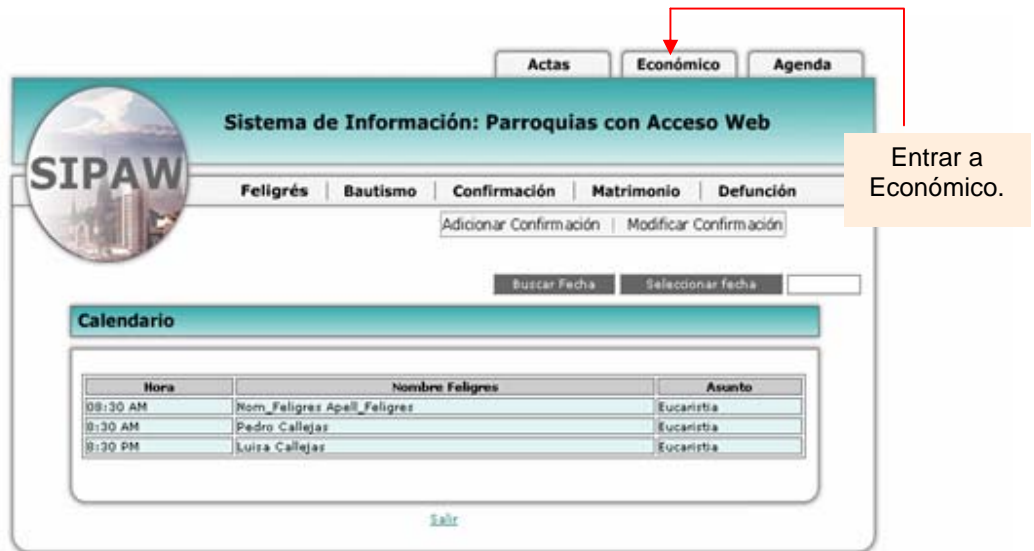 Actas Económico Agenda
Sistema de Información: Parroquias con Acceso Web
Entrar a
Económico.
SIPAW
Feligrés | Bautismo | Confirmación | Matrimonio | Defunción
Adicionar Confirmación | Modificar Confirmación
Buscar Fecha Seleccionar fecha
Calendario
Hora Nombre Feligres Asunto
08:30 AM Nom_Feligres Apell_Feligres Eucaristia
8:30 AM Pedro Callejas Eucaristia
8:30 PM Luisa Callejas Eucaristia
Salir